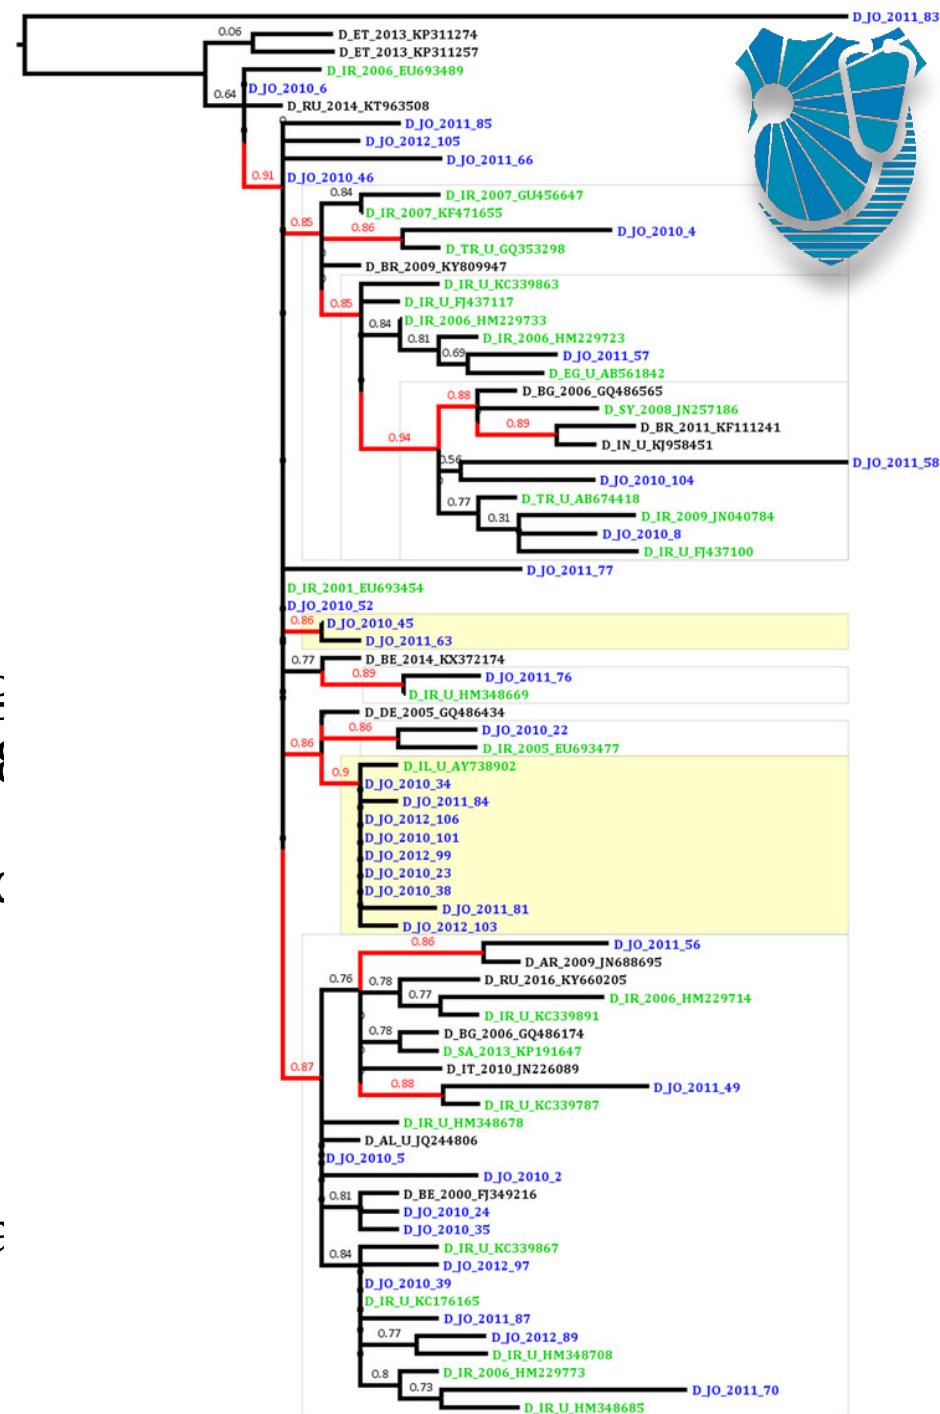 D_JO_2011_83
0.06
D_ET_2013_KP311274
D_ET_2013_KP311257
D_IR_2006_EU693489
D_JO_2010_6
0.64
D_RU_2014_KT963508
D_JO_2011_85
D_JO_2012_105
D_JO_2011_66
0.91
D_JO_2010_46
0.84
D_IR_2007_GU456647
D_IR_2007_KF471655
0.85
0.86
D_JO_2010_4
D_TR_U_GQ353298
D_BR_2009_KY809947
D_IR_U_KC339863
0.85
D_IR_U_FJ437117
0.84
D_IR_2006_HM229733
0.81
D_IR_2006_HM229723
0.69
D_JO_2011_57
D_EG_U_AB561842
0.88
D_BG_2006_GQ486565
D_SY_2008_JN257186
0.89
D_BR_2011_KF111241
0.94
D_IN_U_KJ958451
0.56
D_JO_2011_58
D_JO_2010_104
0.77
D_TR_U_AB674418
0.31
D_IR_2009_JN040784
D_JO_2010_8
D_IR_U_FJ437100
D_JO_2011_77
D_IR_2001_EU693454
D_JO_2010_52
0.86
D_JO_2010_45
D_JO_2011_63
0.77
D_BE_2014_KX372174
0.89
D_JO_2011_76
D_IR_U_HM348669
D_DE_2005_GQ486434
0.86
0.86
D_JO_2010_22
D_IR_2005_EU693477
0.9
D_IL_U_AY738902
D_JO_2010_34
D_JO_2011_84
D_JO_2012_106
D_JO_2010_101
D_JO_2012_99
D_JO_2010_23
D_JO_2010_38
D_JO_2011_81
D_JO_2012_103
0.86
D_JO_2011_56
D_AR_2009_JN688695
0.76
0.78
D_RU_2016_KY660205
0.77
D_IR_2006_HM229714
D_IR_U_KC339891
0.78
D_BG_2006_GQ486174
D_SA_2013_KP191647
0.87
D_IT_2010_JN226089
0.88
D_JO_2011_49
D_IR_U_KC339787
D_IR_U_HM348678
D_AL_U_JQ244806
D_JO_2010_5
D_JO_2010_2
0.81
D_BE_2000_FJ349216
D_JO_2010_24
D_JO_2010_35
0.84
D_IR_U_KC339867
D_JO_2012_97
D_JO_2010_39
D_IR_U_KC176165
D_JO_2011_87
0.77
D_JO_2012_89
D_IR_U_HM348708
0.8
D_IR_2006_HM229773
0.73
D_JO_2011_70
D_IR_U_HM348685